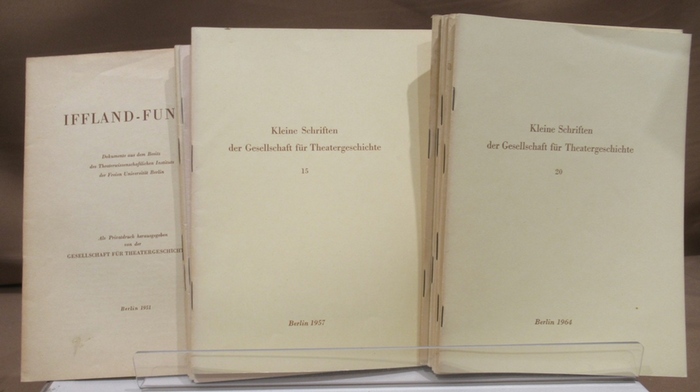 IFFLAND-FUN
Dokumente aus dem Besitz
des Theaterwissenschaftlichen Instituts
der Freien Universität Berlin
Als Privatdruck herausgegeben
von der
GESELLSCHAFT FÜR THEATERGESCHICHT
Berlin 1951
Kleine Schriften
der Gesellschaft für Theatergeschichte
15
Berlin 1957
Kleine Schriften
der Gesellschaft für Theatergeschichte
20
Berlin 1964